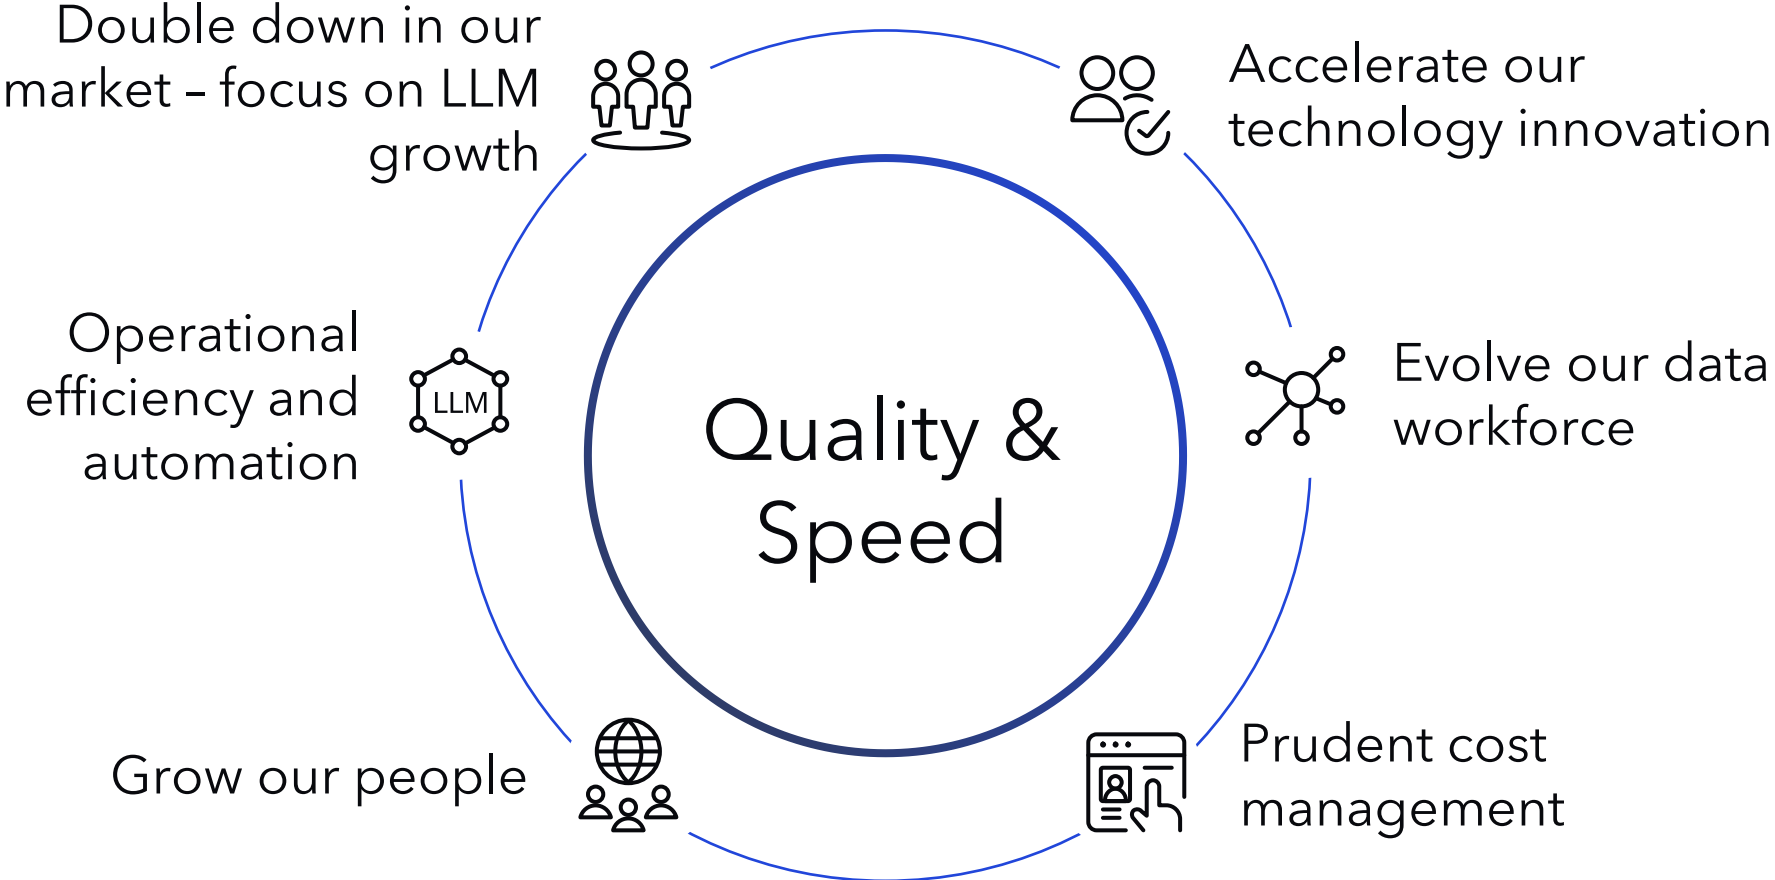 Double down in our
market – focus on LLM
growth
Accelerate our
technology innovation
Operational
efficiency and
automation
LLM
Evolve our data
workforce
Quality &
Speed
Grow our people
Prudent cost
management